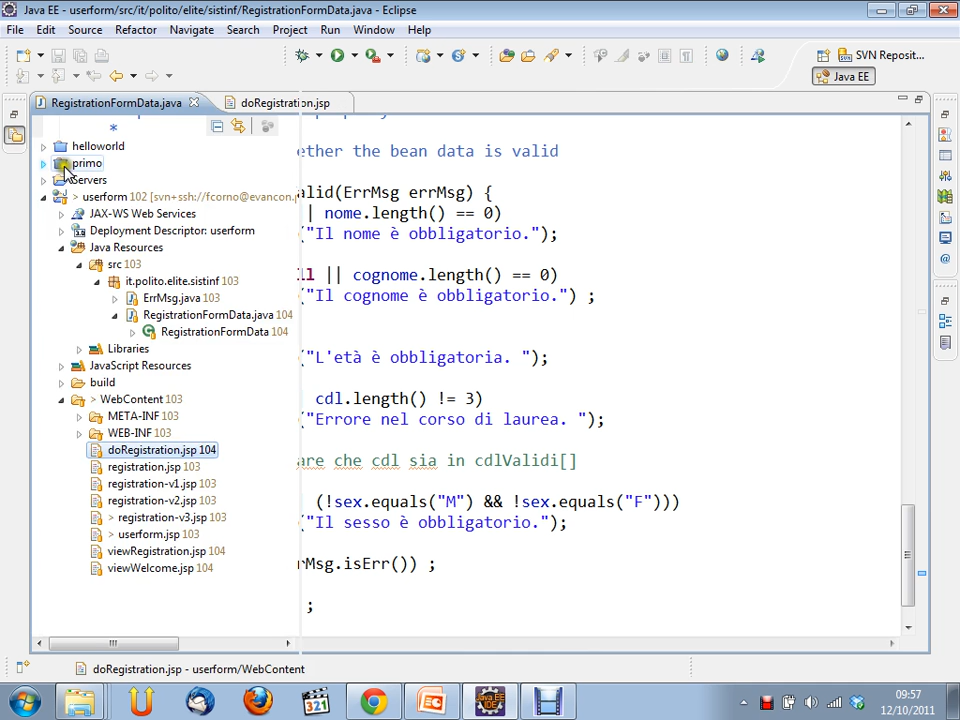 Java EE - userform/src/it/polito/elite/sistinf/RegistrationFormData.java - Eclipse
File Edit Source Refactor Navigate Search Project Run Window Help
SVN Reposit...
Java EE
RegistrationFormData.java
doRegistration.jsp
*
helloworld
ether the bean data is valid
primo
Servers
alid(ErrMsg errMsg) {
> userform 102 [svn+ssh://fcorno@evancon.p
| nome.length() == 0)
JAX-WS Web Services
Deployment Descriptor: userform
("Il nome è obbligatorio.");
Java Resources
src 103
ll || cognome.length() == 0)
it.polito.elite.sistinf 103
ErrMsg.java 103
("Il cognome è obbligatorio.") ;
RegistrationFormData.java 104
RegistrationFormData 104
Libraries
("L'età è obbligatoria. ");
JavaScript Resources
build
cdl.length() != 3)
> WebContent 103
META-INF 103
("Errore nel corso di laurea. ");
WEB-INF 103
doRegistration.jsp 104
are che cdl sia in cdlValidi[]
registration.jsp 103
registration-v1.jsp 103
registration-v2.jsp 103
(!sex.equals("M") && !sex.equals("F")))
> registration-v3.jsp 103
("Il sesso è obbligatorio.");
> userform.jsp 103
viewRegistration.jsp 104
rMsg.isErr()) ;
viewWelcome.jsp 104
;
doRegistration.jsp - userform/WebContent
321
Java EE
IDE
09:57
12/10/2011